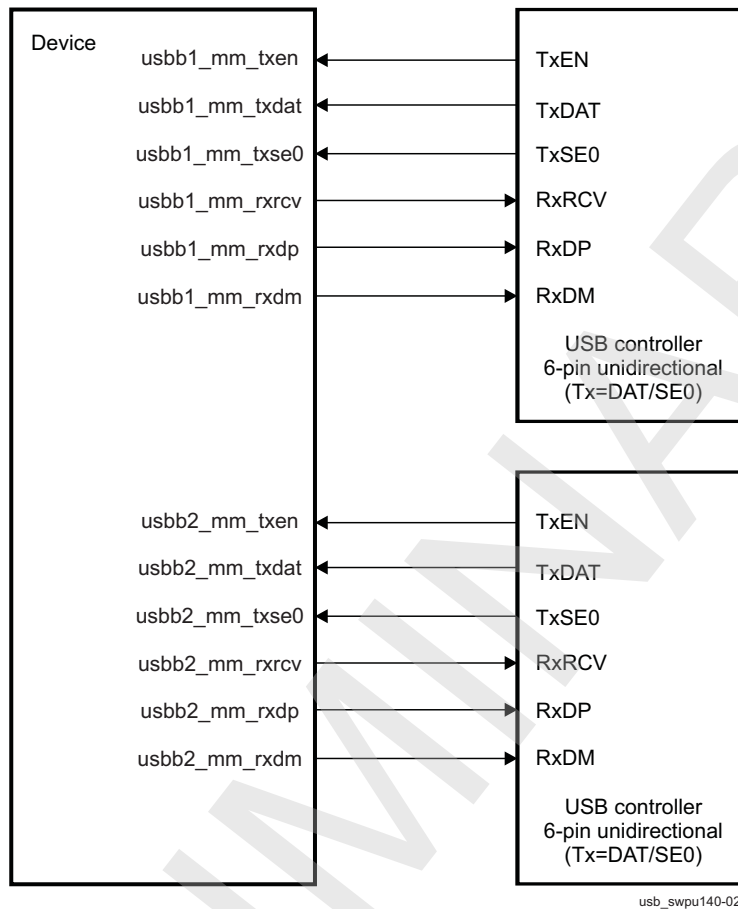 Device
usbb1_mm_txen
TxEN
usbb1_mm_txdat
TxDAT
usbb1_mm_txse0
TxSE0
usbb1_mm_rxrcv
RxRCV
usbb1_mm_rxdp
RxDP
usbb1_mm_rxdm
RxDM
USB controller
6-pin unidirectional
(Tx=DAT/SE0)
usbb2_mm_txen
TxEN
usbb2_mm_txdat
TxDAT
usbb2_mm_txse0
TxSE0
usbb2_mm_rxrcv
RxRCV
usbb2_mm_rxdp
RxDP
usbb2_mm_rxdm
RxDM
USB controller
6-pin unidirectional
(Tx=DAT/SE0)
usb_swpu140-02